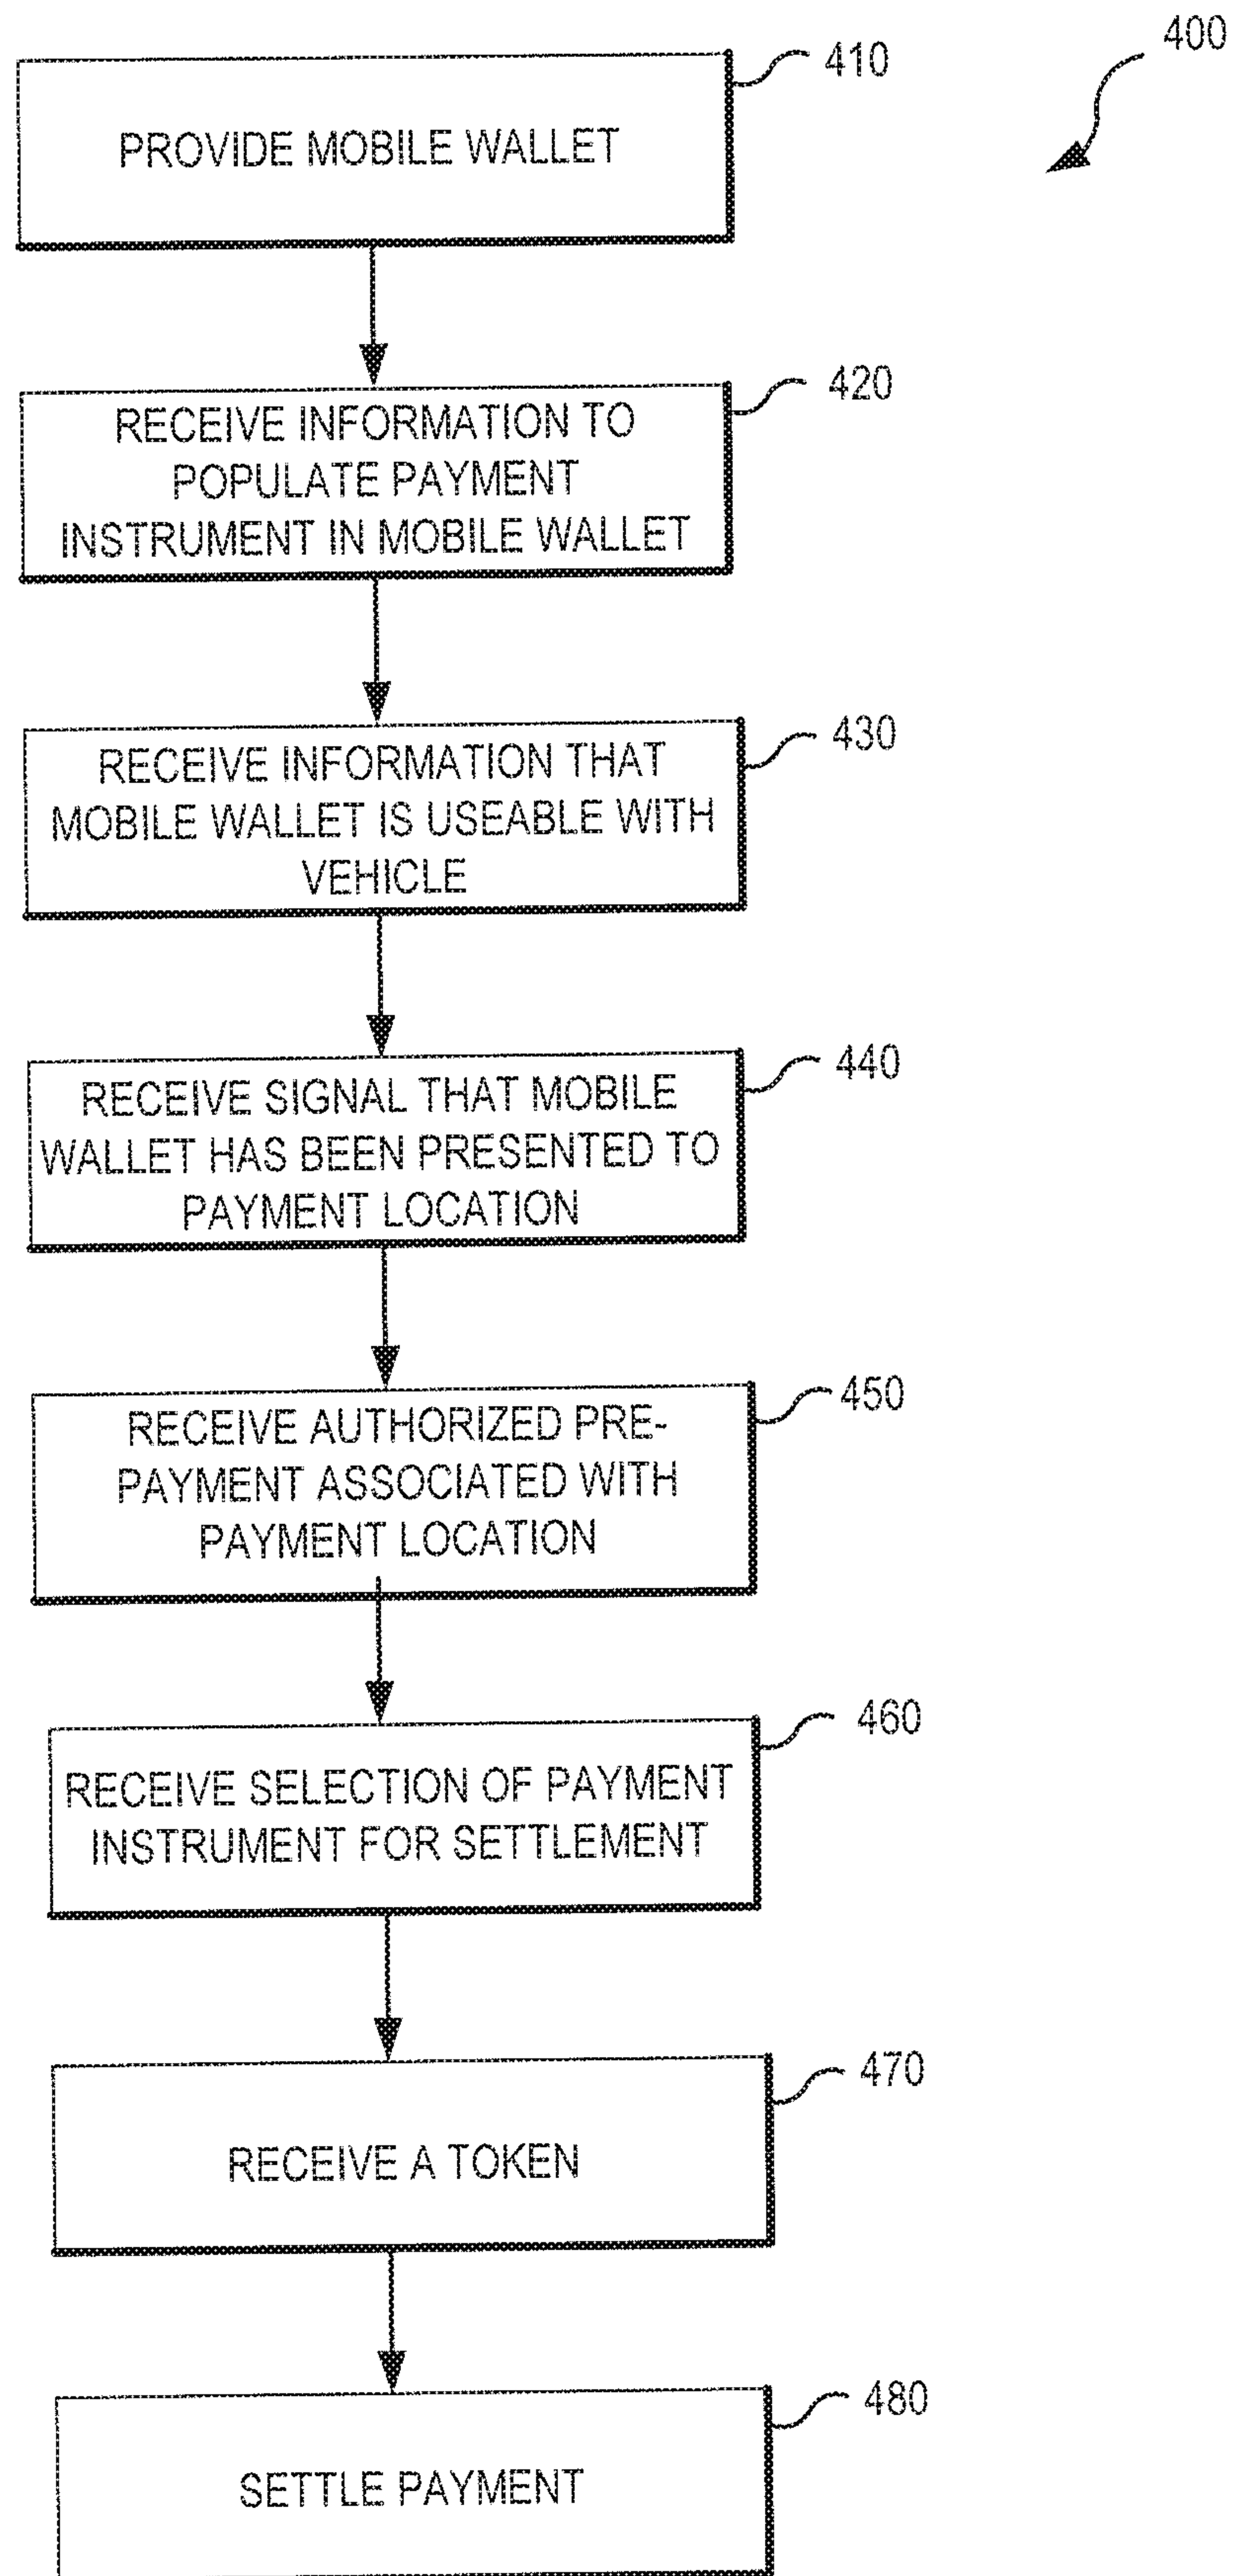 400
410
PROVIDE MOBILE WALLET
420
RECEIVE INFORMATION TO
POPULATE PAYMENT
INSTRUMENT IN MOBILE WALLET
430
RECEIVE INFORMATION THAT
MOBILE WALLET IS USEABLE WITH
VEHICLE
440
RECEIVE SIGNAL THAT MOBILE
WALLET HAS BEEN PRESENTED TO
PAYMENT LOCATION
450
RECEIVE AUTHORIZED PRE-
PAYMENT ASSOCIATED WITH
PAYMENT LOCATION
460
RECEIVE SELECTION OF PAYMENT
INSTRUMENT FOR SETTLEMENT
470
RECEIVE A TOKEN
480
SETTLE PAYMENT